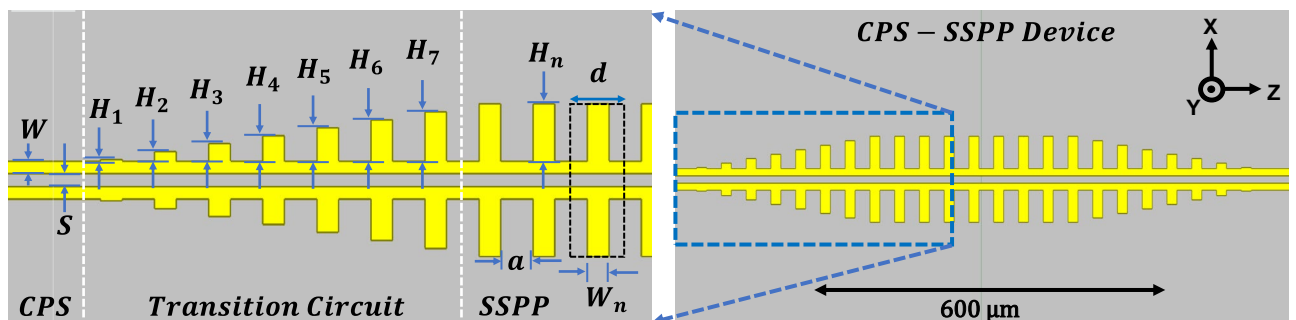 H₁
H₂
H₃
H₄
H₅
H₆
H₇
Hₙ
d
W
S
a
Wₙ
CPS
Transition Circuit
SSPP
CPS − SSPP Device
X
Y
Z
600 μm